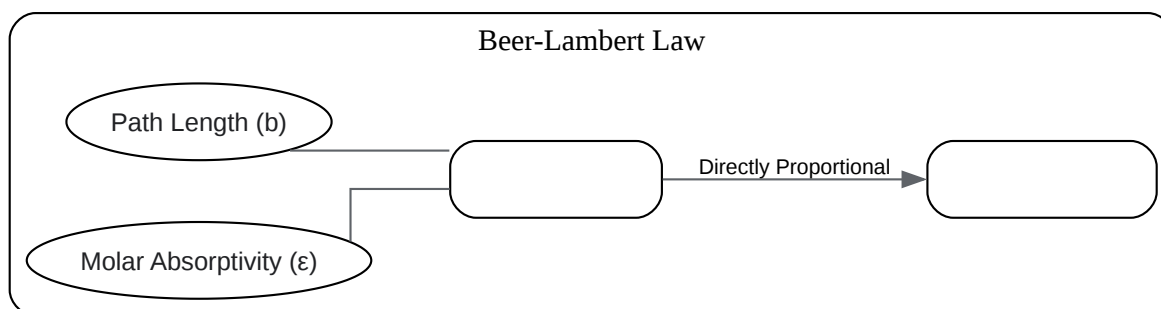 Beer-Lambert Law
Path Length (b)
Directly Proportional
Molar Absorptivity (ε)